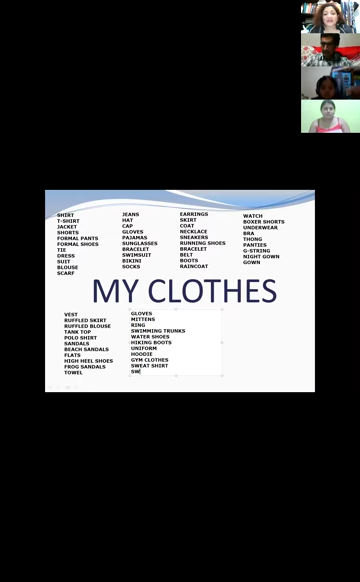 SHIRT
T-SHIRT
JACKET
SHORTS
FORMAL PANTS
FORMAL SHOES
TIE
DRESS
SUIT
BLOUSE
SCARF
JEANS
HAT
CAP
GLOVES
PAJAMAS
SUNGLASSES
BRACELET
SWIMSUIT
BIKINI
SOCKS
EARRINGS
SKIRT
COAT
NECKLACE
SNEAKERS
RUNNING SHOES
BRACELET
BELT
BOOTS
RAINCOAT
WATCH
BOXER SHORTS
UNDERWEAR
BRA
THONG
PANTIES
G-STRING
NIGHT GOWN
GOWN
MY CLOTHES
VEST
RUFFLED SKIRT
RUFFLED BLOUSE
TANK TOP
POLO SHIRT
SANDALS
BEACH SANDALS
FLATS
HIGH HEEL SHOES
FROG SANDALS
TOWEL
GLOVES
MITTENS
RING
SWIMMING TRUNKS
WATER SHOES
HIKING BOOTS
UNIFORM
HOODIE
GYM CLOTHES
SWEAT SHIRT
SW